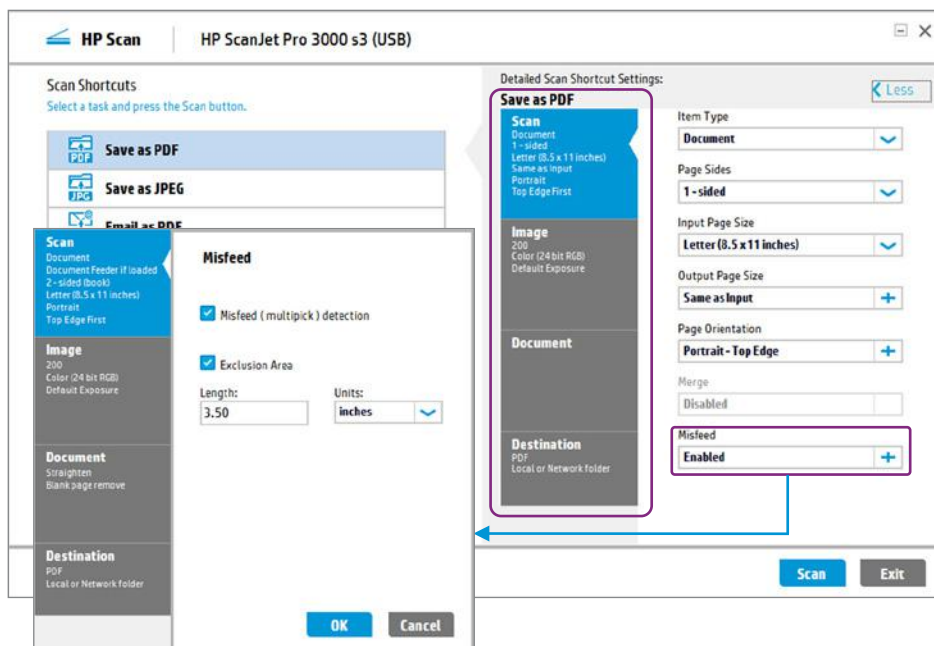 HP Scan
HP ScanJet Pro 3000 s3 (USB)
Scan Shortcuts
Select a task and press the Scan button.
Save as PDF
Save as JPEG
Email as PDF
Detailed Scan Shortcut Settings:
Less
Save as PDF
Scan
Document
1 - sided
Letter (8.5 x 11 inches)
Same as Input
Portrait
Top Edge First
Image
200
Color (24 bit RGB)
Default Exposure
Document
Destination
PDF
Local or Network folder
Item Type
Document
Page Sides
1 - sided
Input Page Size
Letter (8.5 x 11 inches)
Output Page Size
Same as Input
Page Orientation
Portrait - Top Edge
Merge
Disabled
Misfeed
Enabled
Scan
Exit
Scan
Document
Document Feeder if loaded
2 - sided (book)
Letter (8.5 x 11 inches)
Portrait
Top Edge First
Image
200
Color (24 bit RGB)
Default Exposure
Document
Straighten
Blank page remove
Destination
PDF
Local or Network folder
Misfeed
Misfeed ( multipick ) detection
Exclusion Area
Length:
Units:
3.50
inches
OK
Cancel